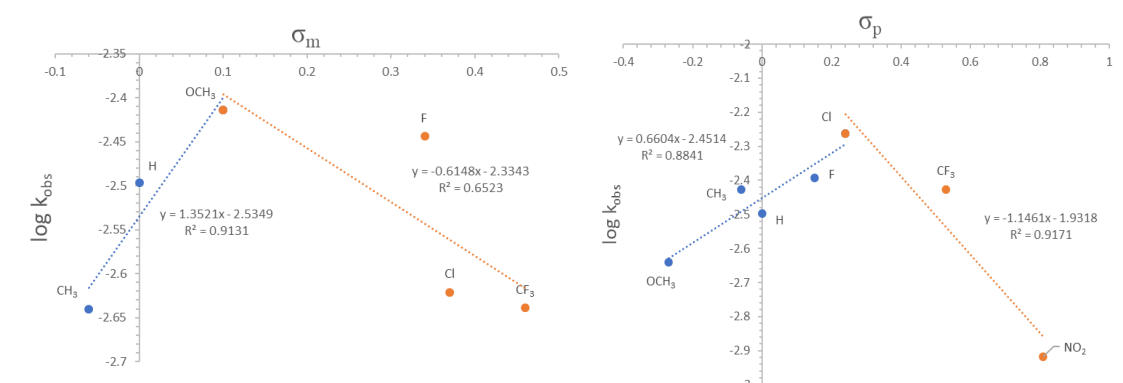 σm
-2.35
-0.1
0
0.1
0.2
0.3
0.4
0.5
OCH3
-2.4
F
-2.45
H
y = -0.6148x - 2.3343
R² = 0.6523
-2.5
log kobs
y = 1.3521x - 2.5349
R² = 0.9131
-2.55
-2.6
CH3
Cl
CF3
-2.65
-2.7
σp
-2
-0.4
-0.2
0
0.2
0.4
0.6
0.8
1
-2.1
-2.2
Cl
y = 0.6604x - 2.4514
R² = 0.8841
-2.3
CF3
F
-2.4
CH3
-2.5
H
log kobs
y = -1.1461x - 1.9318
R² = 0.9171
-2.6
OCH3
-2.7
-2.8
-2.9
NO2